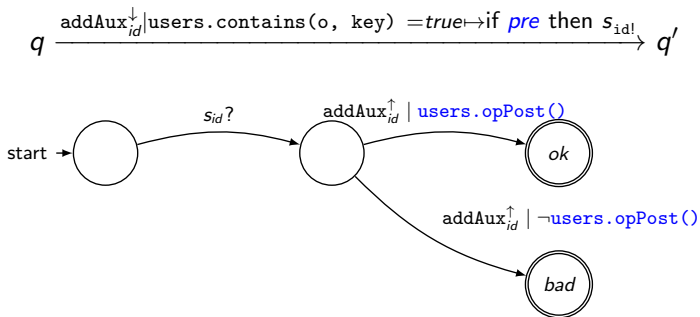 addAux↓id|users.contains(o, key) =true↦if pre then sid!
q q′
sid?
addAux↑id | users.opPost()
start ok
addAux↑id | ¬users.opPost()
bad